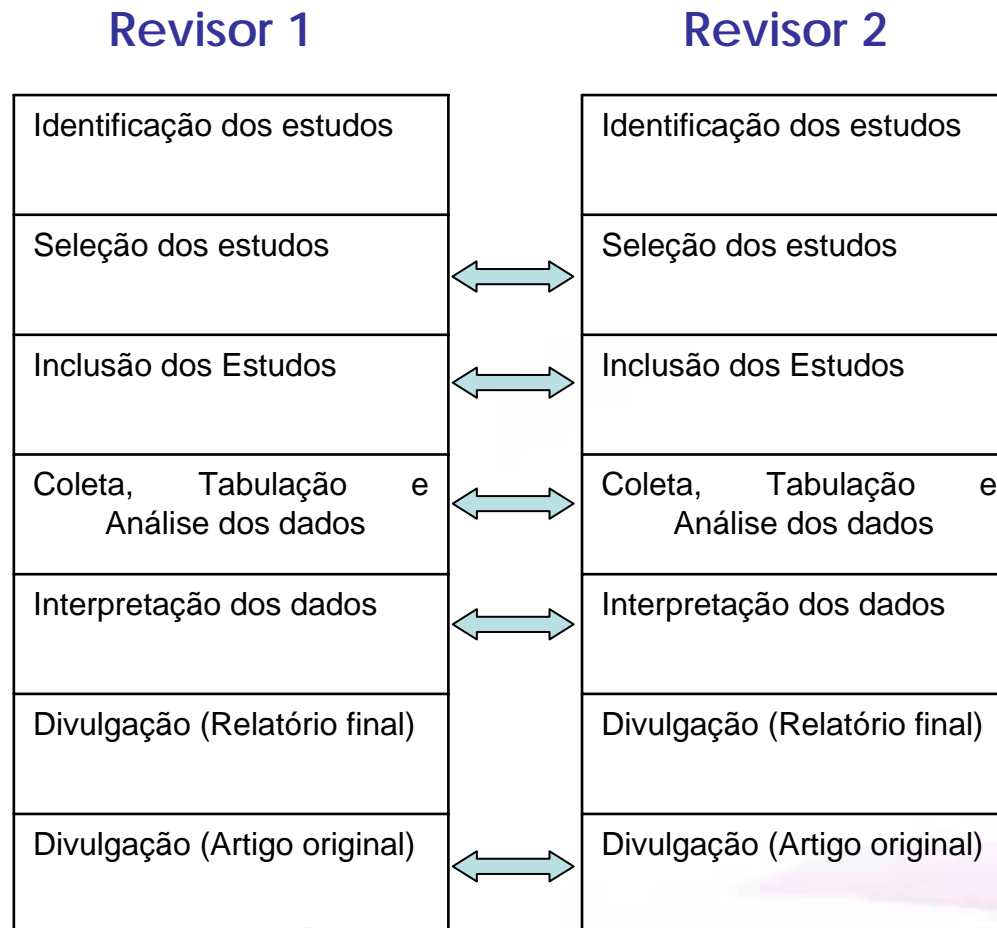 Revisor 1
Identificação dos estudos
Seleção dos estudos
Inclusão dos Estudos
Coleta, Tabulação e
Análise dos dados
Interpretação dos dados
Divulgação (Relatório final)
Divulgação (Artigo original)
Revisor 2
Identificação dos estudos
Seleção dos estudos
Inclusão dos Estudos
Coleta, Tabulação e
Análise dos dados
Interpretação dos dados
Divulgação (Relatório final)
Divulgação (Artigo original)